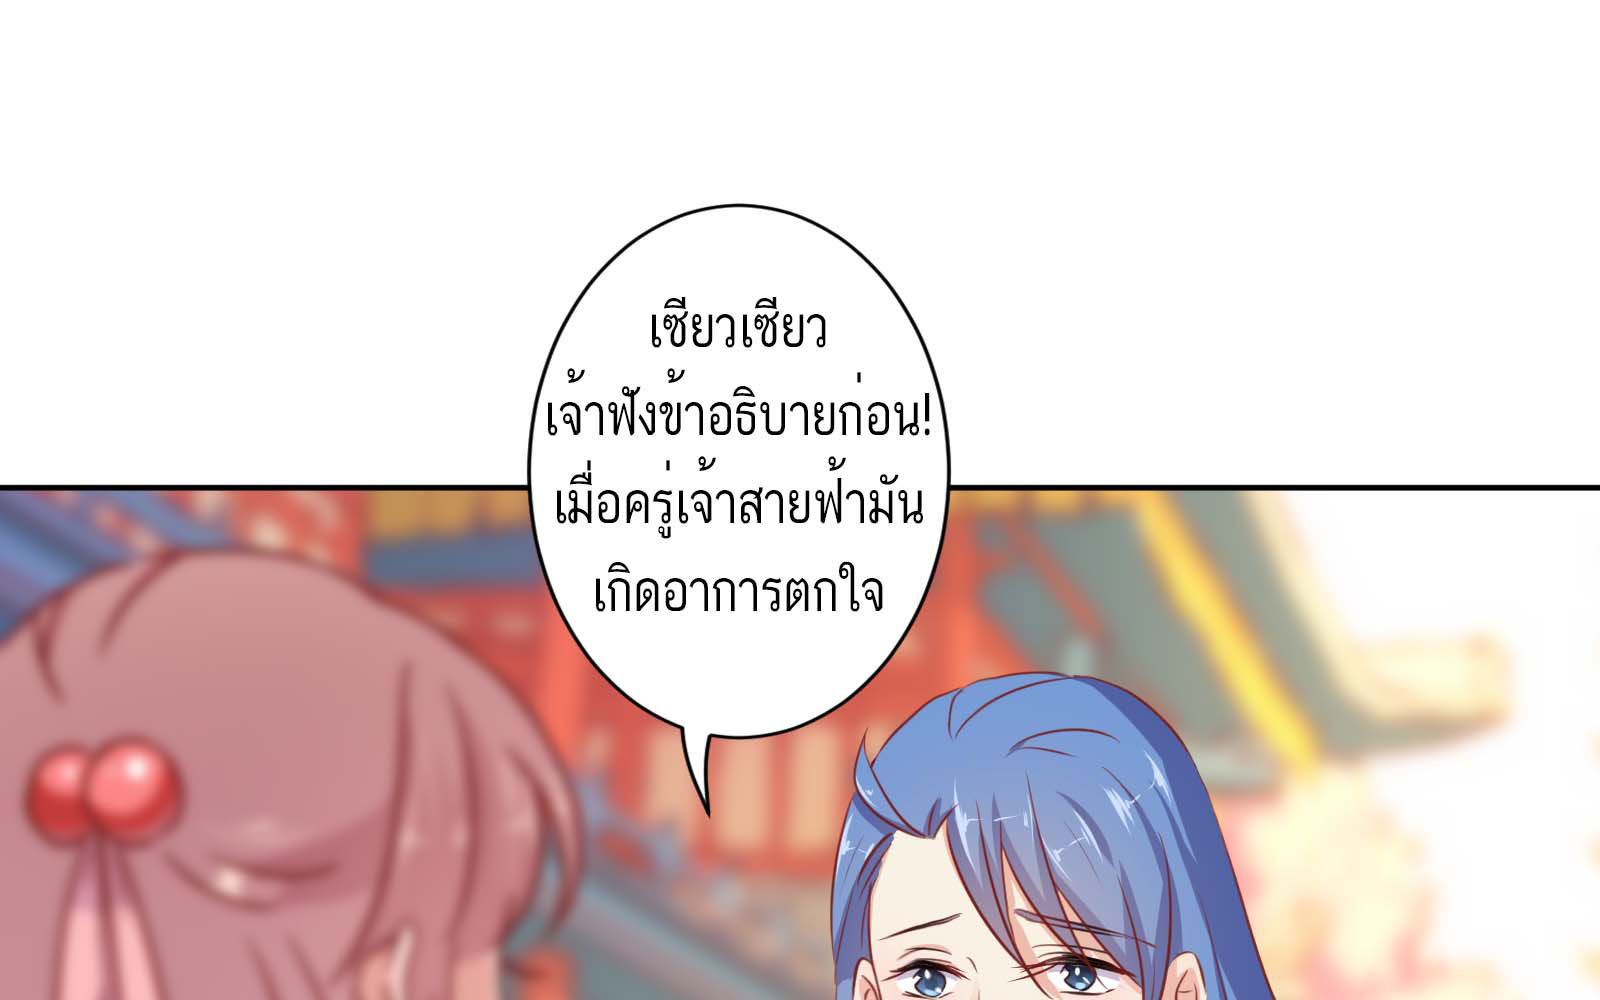 เซียวเซียว
เจ้าฟังข้าอธิบายก่อน!
เมื่อครู่เจ้าสายฟ้ามัน
เกิดอาการตกใจ